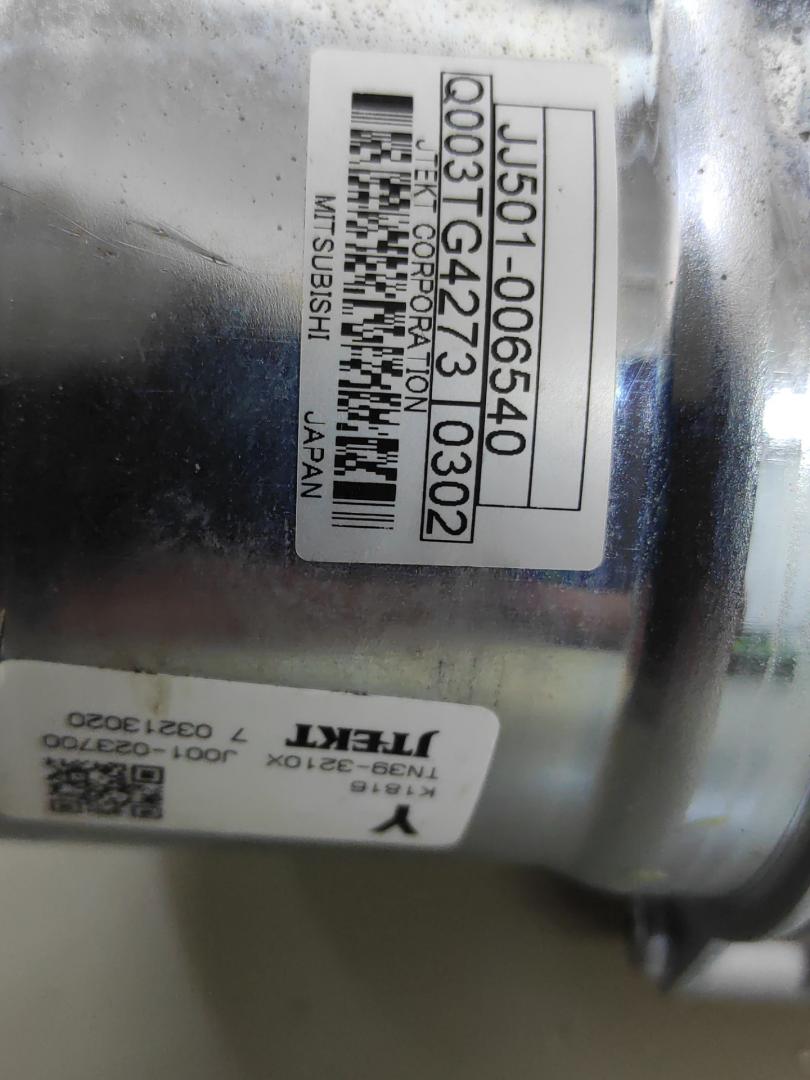 JJ501-006540
Q003TG4273 0302
JTEKT CORPORATION
MITSUBISHI JAPAN
Y
K1816
TN39-3210X
J001-023700
JTEKT
7 03213020